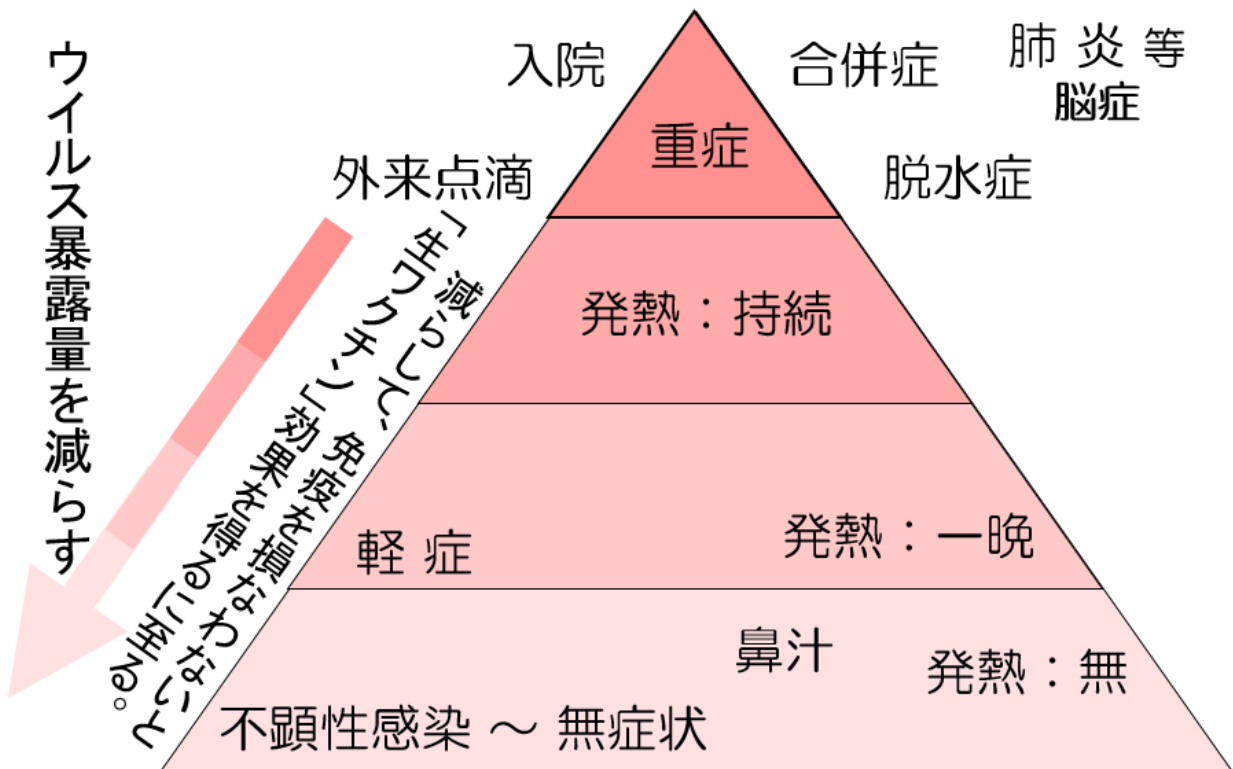 ウイルス暴露量を減らす
入院
合併症
肺炎等
脳症
重症
外来点滴
脱水症
減らして、免疫を損なわないと
「生ワクチン」効果を得るに至る。
発熱：持続
軽症
発熱：一晩
鼻汁
発熱：無
不顕性感染 ～ 無症状